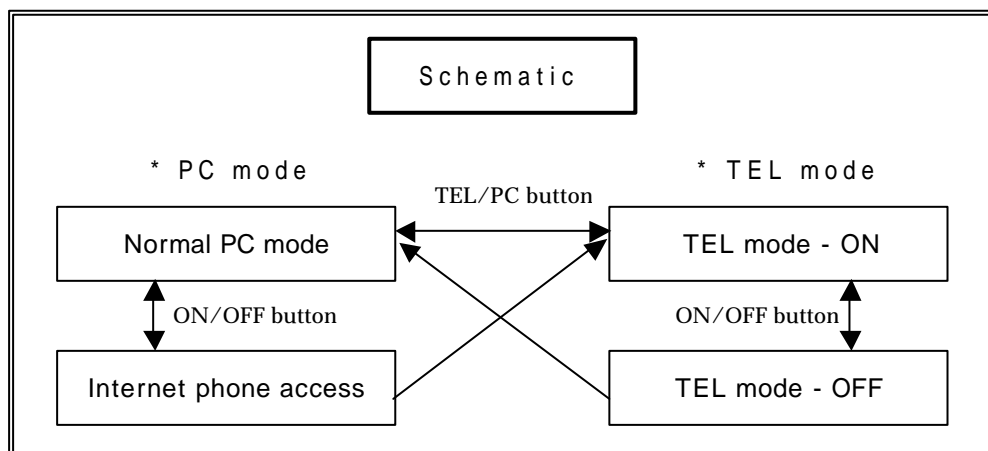 Schematic
* PC mode
* TEL mode
TEL/PC button
Normal PC mode
TEL mode - ON
ON/OFF button
ON/OFF button
Internet phone access
TEL mode - OFF